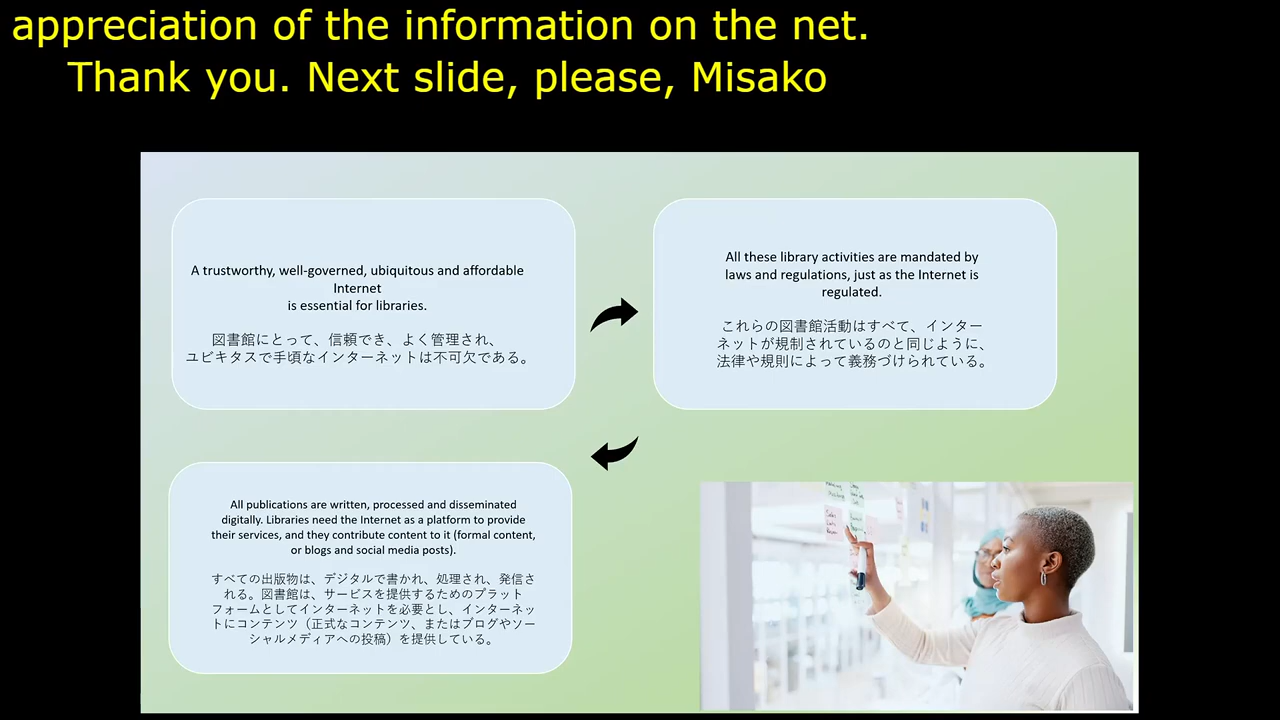 appreciation of the information on the net.
Thank you. Next slide, please, Misako
A trustworthy, well-governed, ubiquitous and affordable
Internet
is essential for libraries.
図書館にとって、信頼でき、よく管理され、
ユビキタスで手頃なインターネットは不可欠である。
All these library activities are mandated by
laws and regulations, just as the Internet is
regulated.
これらの図書館活動はすべて、インター
ネットが規制されているのと同じように、
法律や規則によって義務づけられている。
All publications are written, processed and disseminated
digitally. Libraries need the Internet as a platform to provide
their services, and they contribute content to it (formal content,
or blogs and social media posts).
すべての出版物は、デジタルで書かれ、処理され、発信さ
れる。図書館は、サービスを提供するためのプラット
フォームとしてインターネットを必要とし、インターネッ
トにコンテンツ（正式なコンテンツ、またはブログやソー
シャルメディアへの投稿）を提供している。